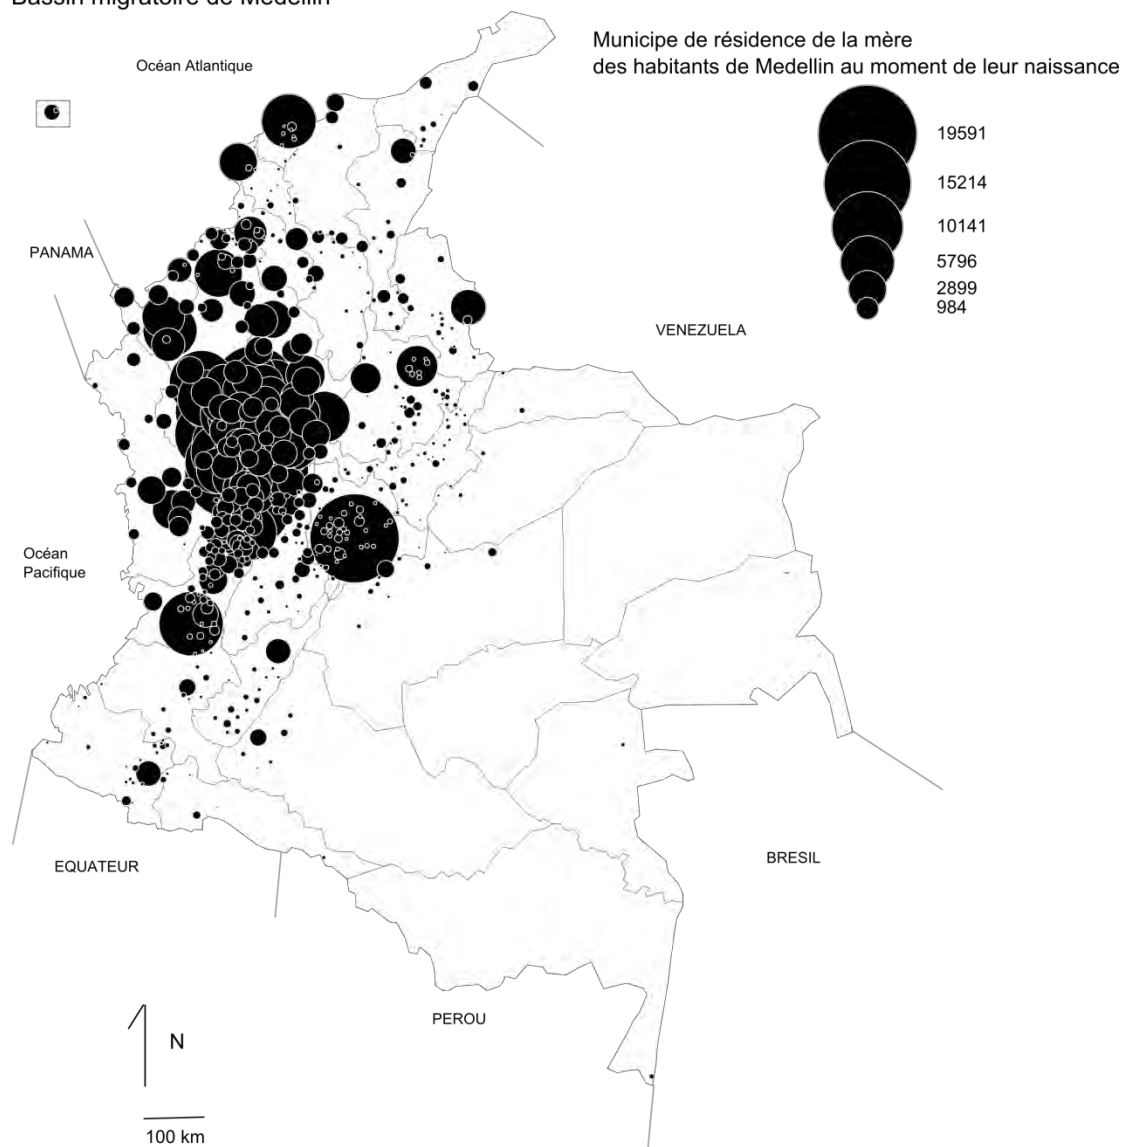 Bassin migratoire de Medellin
Municipe de résidence de la mère
des habitants de Medellin au moment de leur naissance
Océan Atlantique
19591
15214
10141
5796
2899
984
PANAMA
VENEZUELA
Océan
Pacifique
EQUATEUR
BRESIL
PEROU
N
100 km